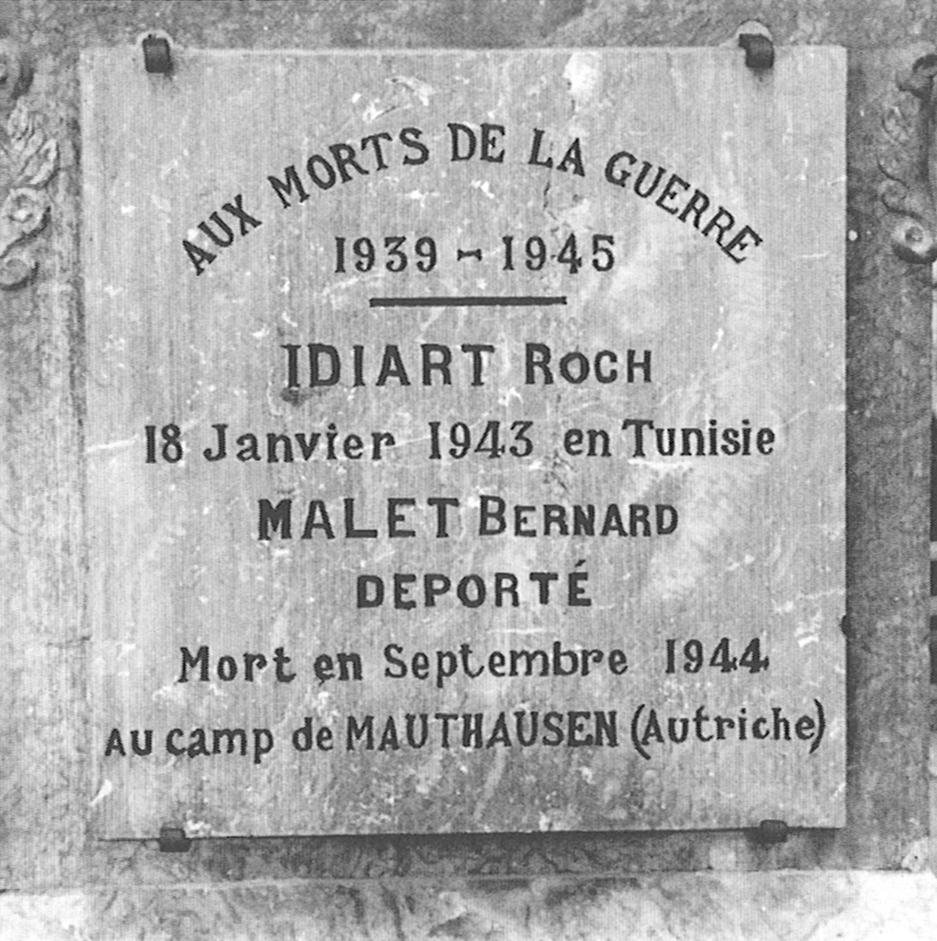 AUX MORTS DE LA GUERRE
1939 - 1945
IDIART ROCH
18 Janvier 1943 en Tunisie
MALET BERNARD
DEPORTÉ
Mort en Septembre 1944
AU camp de MAUTHAUSEN (Autriche)